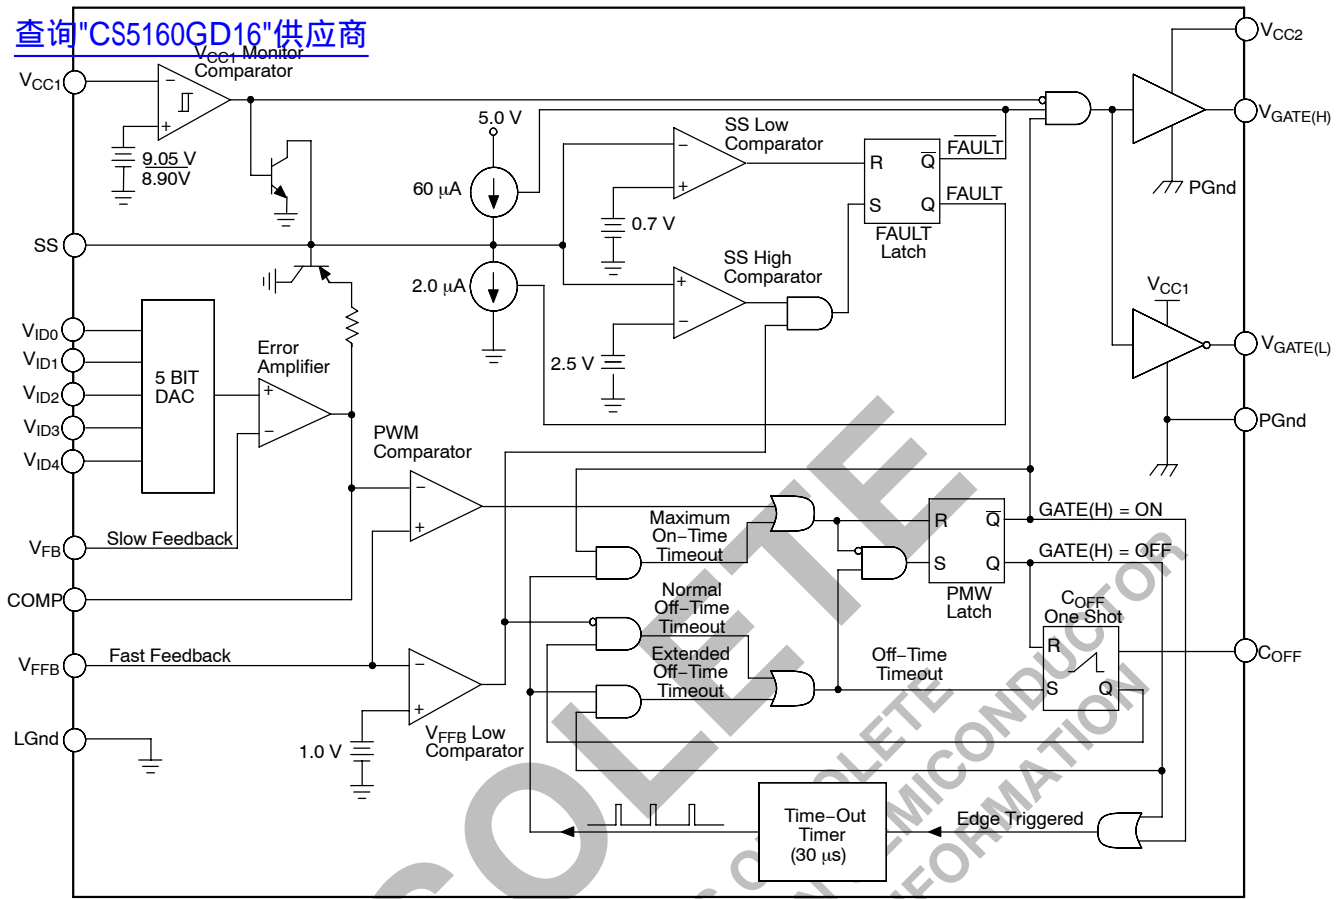 查询"CS5160GD16"供应商
VCC1 Monitor
Comparator
VCC1
−
+
9.05 V
8.90V
5.0 V
60 μA
SS Low
Comparator
−
+
0.7 V
R
Q
S
Q
FAULT
FAULT
FAULT
Latch
VCC2
VGATE(H)
PGnd
SS
2.0 μA
SS High
Comparator
+
−
2.5 V
VCC1
VGATE(L)
PGnd
VID0
VID1
VID2
VID3
VID4
5 BIT
DAC
Error
Amplifier
+
−
PWM
Comparator
−
+
VFB
Slow Feedback
COMP
VFFB
Fast Feedback
−
+
VFFB Low
Comparator
1.0 V
LGnd
Maximum
On−Time
Timeout
Normal
Off−Time
Timeout
Extended
Off−Time
Timeout
R
Q
S
Q
PMW
Latch
GATE(H) = ON
GATE(H) = OFF
Off−Time
Timeout
COFF
One Shot
R
S
Q
COFF
Time−Out
Timer
(30 μs)
Edge Triggered
OLETE
OLETE
MICONDUCTOR
FORMATION